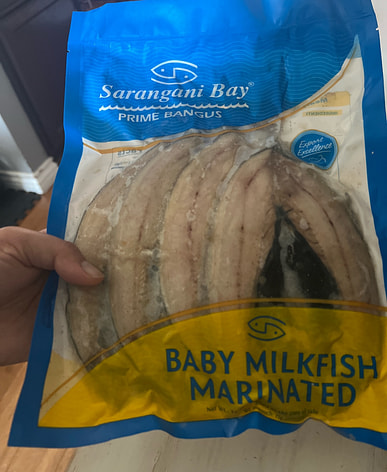 Sarangani Bay®
PRIME BANGUS
Export
Excellence
BABY MILKFISH
MARINATED